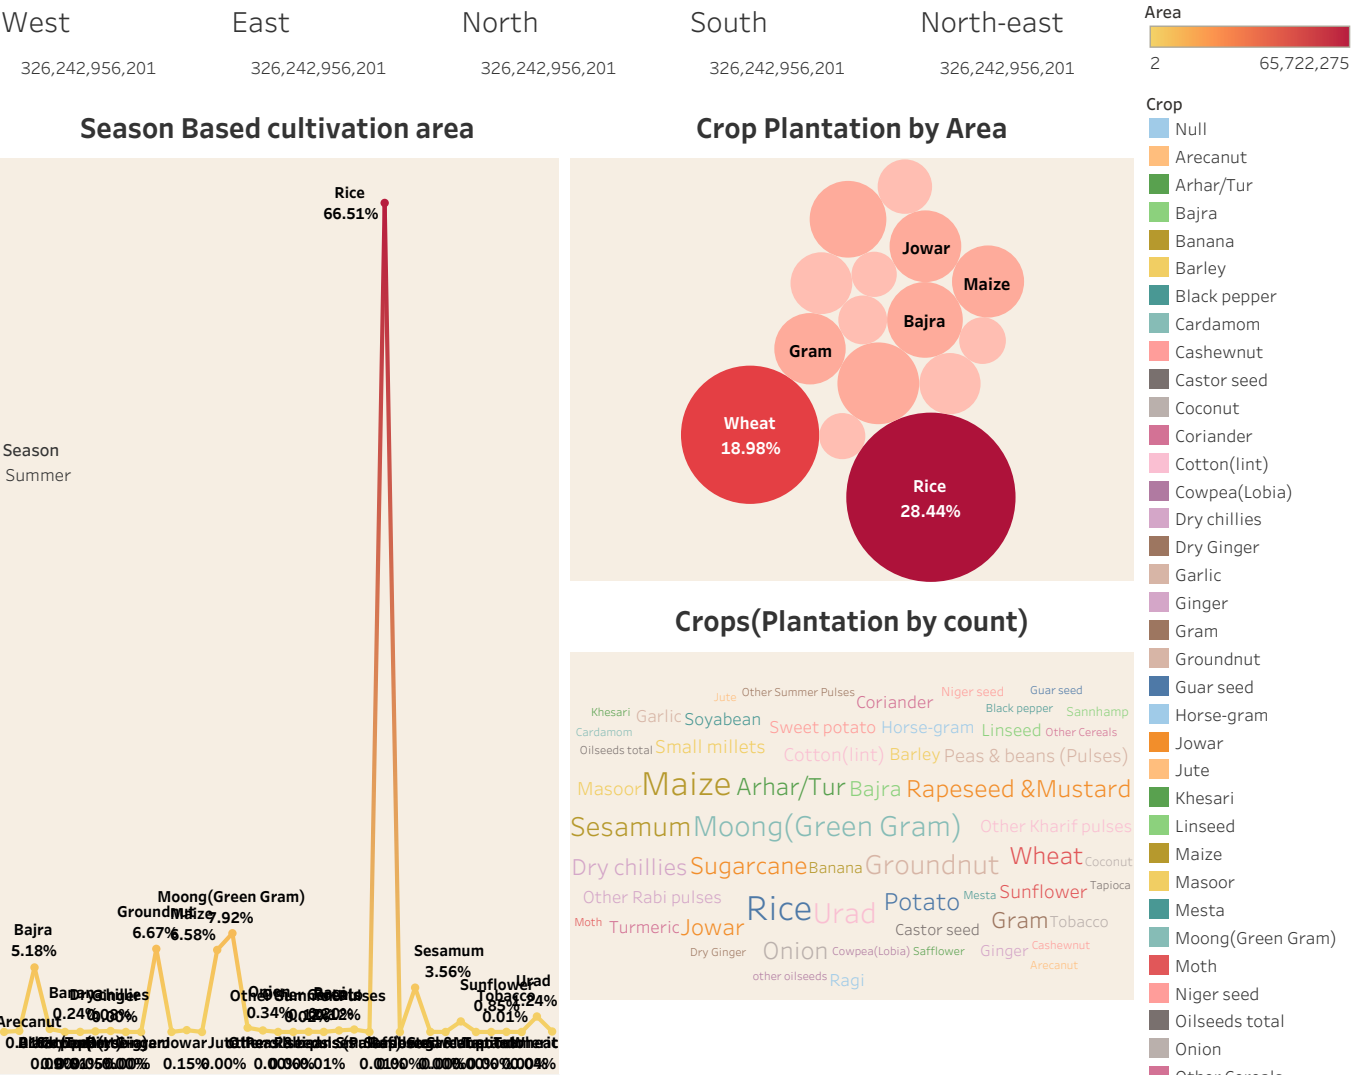 West East North South North-east
326,242,956,201 326,242,956,201 326,242,956,201 326,242,956,201 326,242,956,201
Area
2 65,722,275
Season Based cultivation area
Rice
66.51%
Season
Summer
Moong(Green Gram)
7.92%
Groundnut
6.67%
Maize
6.58%
Bajra
5.18%
Sesamum
3.56%
Urad
1.24%
Sunflower
0.85%
Tobacco
0.01%
Banana
0.24%
Onion
0.34%
Arecanut
Jowar
0.15%
Crop Plantation by Area
Jowar
Maize
Bajra
Gram
Wheat
18.98%
Rice
28.44%
Crops(Plantation by count)
Jute Other Summer Pulses Coriander Niger seed Guar seed
Khesari Garlic Soyabean Black pepper Sannhamp
Cardamom Sweet potato Horse-gram Linseed Other Cereals
Oilseeds total Small millets Cotton(lint) Barley Peas & beans (Pulses)
Masoor Maize Arhar/Tur Bajra Rapeseed &Mustard
Sesamum Moong(Green Gram) Other Kharif pulses
Dry chillies Sugarcane Banana Groundnut Wheat Coconut
Other Rabi pulses Rice Urad Potato Mesta Sunflower Tapioca
Moth Turmeric Jowar Castor seed Gram Tobacco
Dry Ginger Onion Cowpea(Lobia) Safflower Ginger Cashewnut
Arecanut
other oilseeds Ragi
Crop
Null
Arecanut
Arhar/Tur
Bajra
Banana
Barley
Black pepper
Cardamom
Cashewnut
Castor seed
Coconut
Coriander
Cotton(lint)
Cowpea(Lobia)
Dry chillies
Dry Ginger
Garlic
Ginger
Gram
Groundnut
Guar seed
Horse-gram
Jowar
Jute
Khesari
Linseed
Maize
Masoor
Mesta
Moong(Green Gram)
Moth
Niger seed
Oilseeds total
Onion
Other Cereals